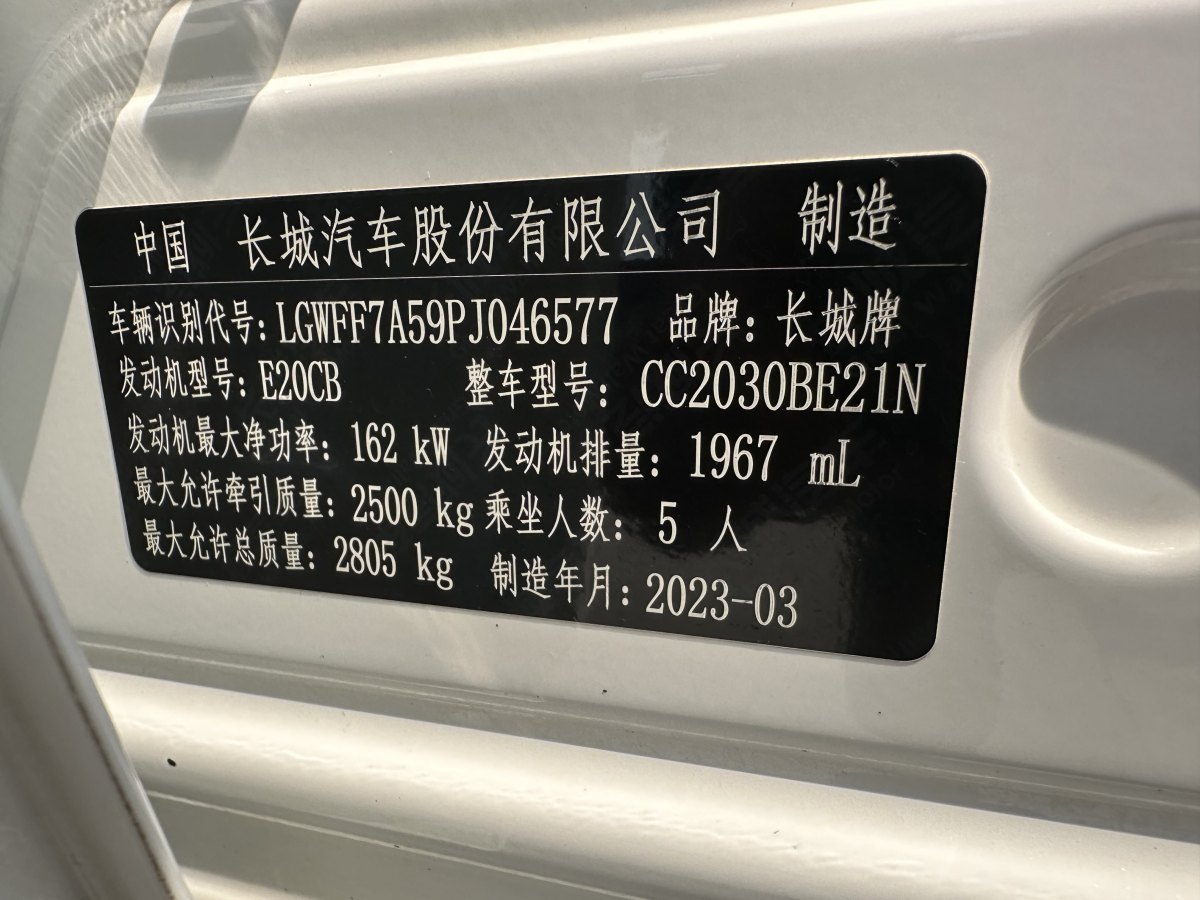 中国 长城汽车股份有限公司 制造
车辆识别代号: LGWFF7A59PJ046577 品牌: 长城牌
发动机型号: E20CB 整车型号: CC2030BE21N
发动机最大净功率: 162 kW 发动机排量: 1967 mL
最大允许牵引质量: 2500 kg 乘坐人数: 5 人
最大允许总质量: 2805 kg 制造年月: 2023-03